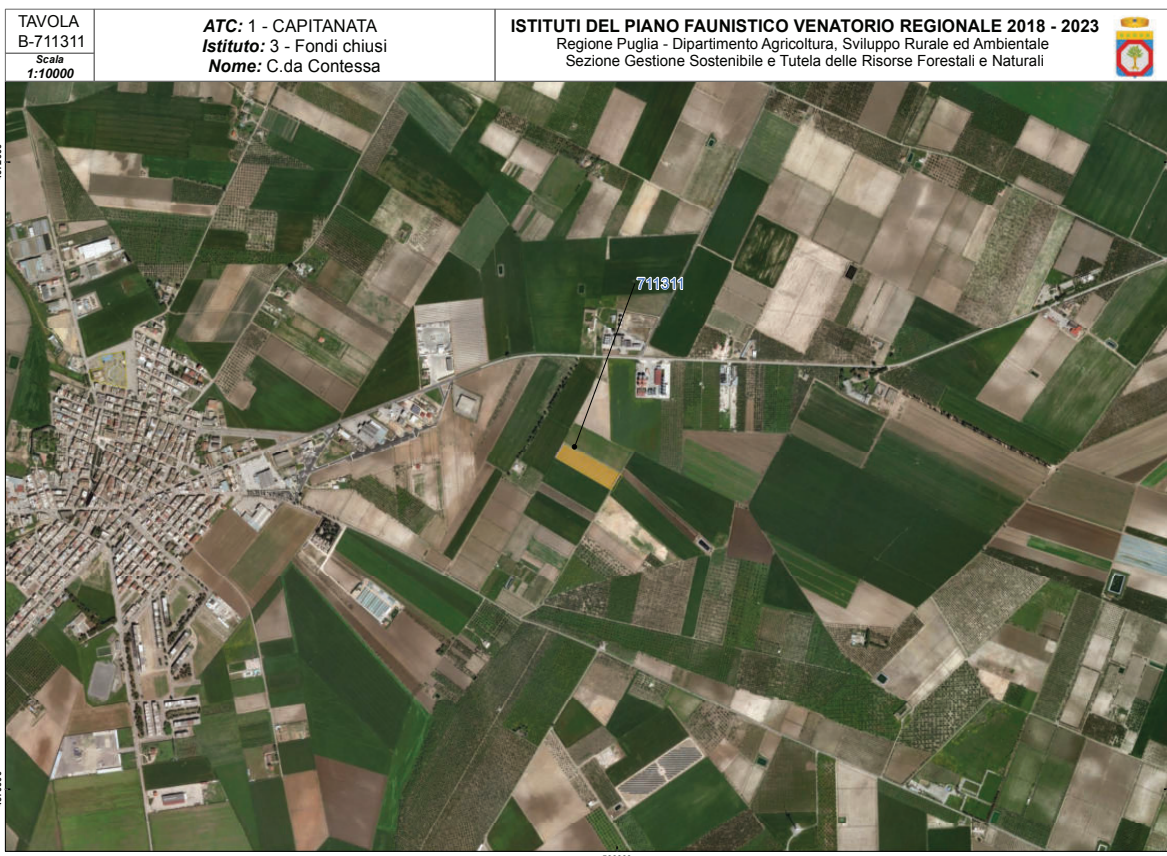 TAVOLA
B-711311
Scala
1:10000
ATC: 1 - CAPITANATA
Istituto: 3 - Fondi chiusi
Nome: C.da Contessa
ISTITUTI DEL PIANO FAUNISTICO VENATORIO REGIONALE 2018 - 2023
Regione Puglia - Dipartimento Agricoltura, Sviluppo Rurale ed Ambientale
Sezione Gestione Sostenibile e Tutela delle Risorse Forestali e Naturali
711311